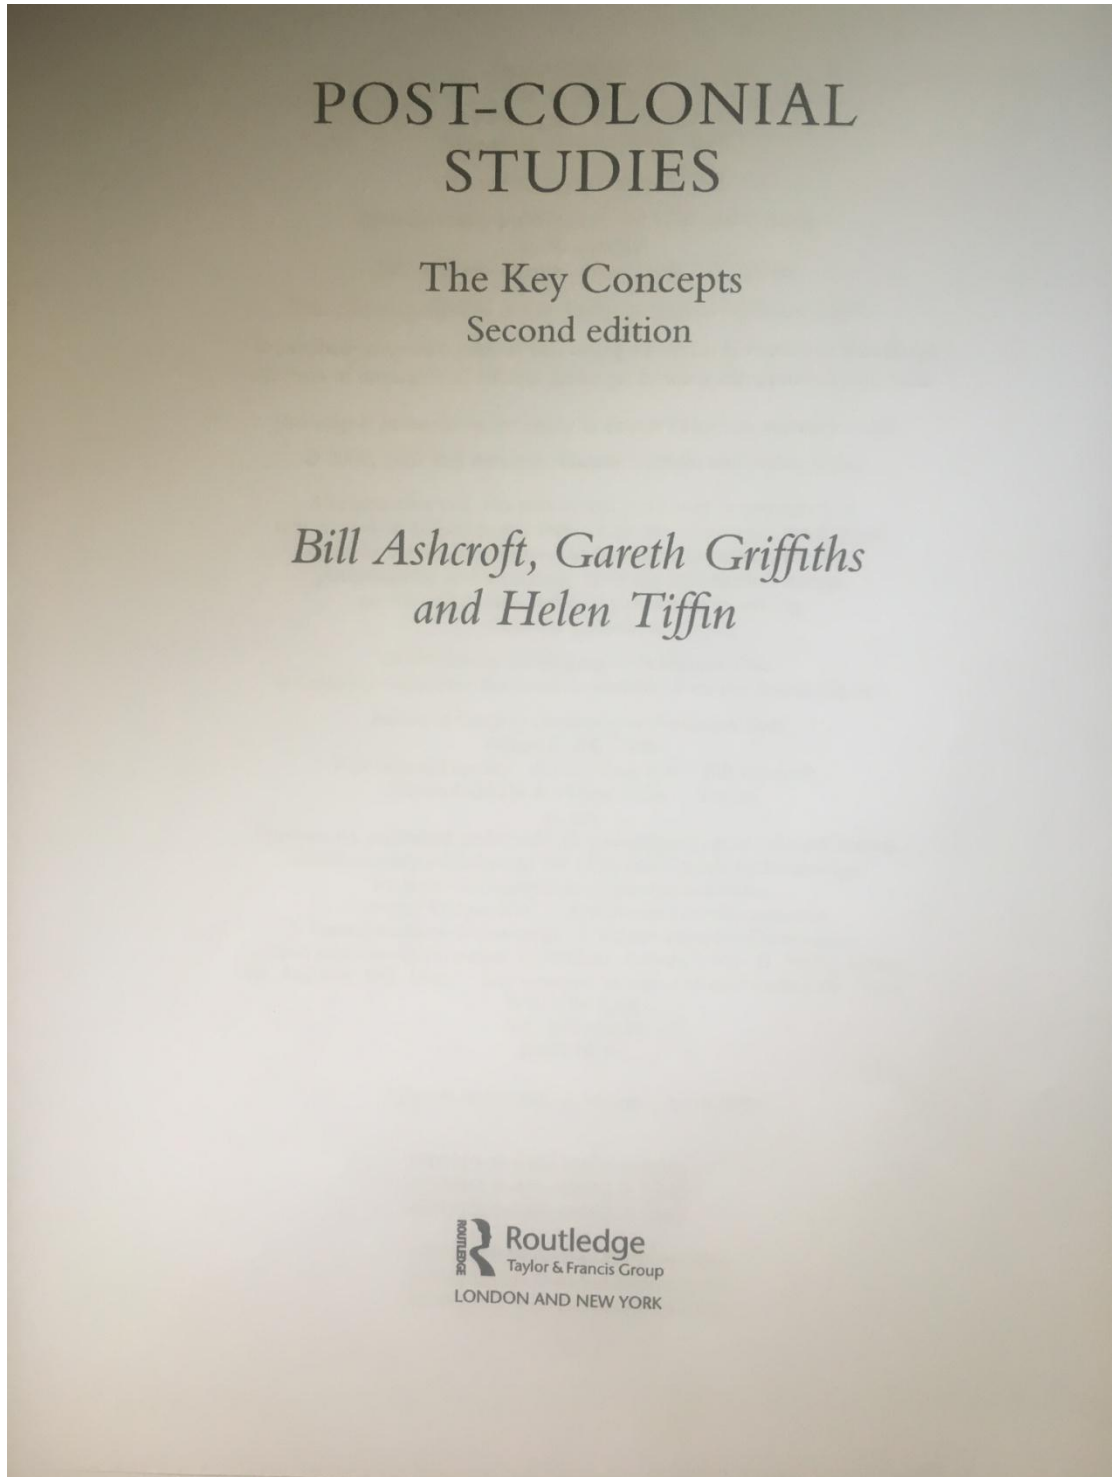 POST-COLONIAL
STUDIES
The Key Concepts
Second edition
Bill Ashcroft, Gareth Griffiths
and Helen Tiffin
ROUTLEDGE
Routledge
Taylor & Francis Group
LONDON AND NEW YORK